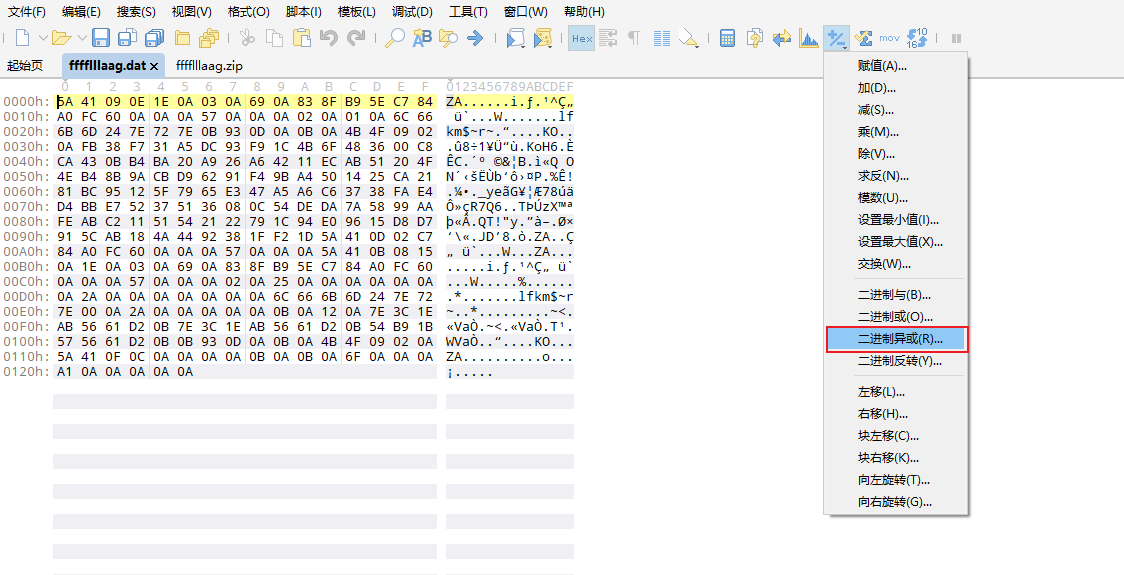 文件(F) 编辑(E) 搜索(S) 视图(V) 格式(O) 脚本(I) 模板(L) 调试(D) 工具(T) 窗口(W) 帮助(H)
Hex mov
起始页 ffffllaag.dat × ffffllaag.zip
0 1 2 3 4 5 6 7 8 9 A B C D E F 0123456789ABCDEF
0000h: 5A 41 09 0E 1E 0A 03 0A 69 0A 83 8F B9 5E C7 84 ZA......i.ƒ.¹^Ç„
0010h: A0 FC 60 0A 0A 0A 57 0A 0A 0A 02 0A 01 0A 6C 66 ü`...W.......lf
0020h: 6B 6D 24 7E 72 7E 0B 93 0D 0A 0B 0A 4B 4F 09 02 km$~r~.“....KO..
0030h: 0A FB 38 F7 31 A5 DC 93 F9 1C 4B 6F 48 36 00 C8 .û8÷1¥Ü“ù.KoH6.È
0040h: CA 43 0B B4 BA 20 A9 26 A6 42 11 EC AB 51 20 4F ÊC.´º ©&¦B.ì«Q O
0050h: 4E B4 8B 9A CB D9 62 91 F4 9B A4 50 14 25 CA 21 N´‹šËÙb‘ô›¤P.%Ê!
0060h: 81 BC 95 12 5F 79 65 E3 47 A5 A6 C6 37 38 FA E4 .¼•._yeãG¥¦Æ78úä
0070h: D4 BB E7 52 37 51 36 08 0C 54 DE DA 7A 58 99 AA Ô»çR7Q6..TÞÚzX™ª
0080h: FE AB C2 11 51 54 21 22 79 1C 94 E0 96 15 D8 D7 þ«Â.QT!"y.”à–.Ø×
0090h: 91 5C AB 18 4A 44 92 38 1F F2 1D 5A 41 0D 02 C7 ‘\«.JD’8.ò.ZA..Ç
00A0h: 84 A0 FC 60 0A 0A 0A 57 0A 0A 0A 5A 41 0B 08 15 „ ü`...W...ZA...
00B0h: 0A 1E 0A 03 0A 69 0A 83 8F B9 5E C7 84 A0 FC 60 .....i.ƒ.¹^Ç„ ü`
00C0h: 0A 0A 0A 57 0A 0A 0A 02 0A 25 0A 0A 0A 0A 0A 0A ...W.....%......
00D0h: 0A 2A 0A 0A 0A 0A 0A 0A 0A 6C 66 6B 6D 24 7E 72 .*.......lfkm$~r
00E0h: 7E 00 0A 2A 0A 0A 0A 0A 0A 0B 0A 12 0A 7E 3C 1E ~..*.........~<.
00F0h: AB 56 61 D2 0B 7E 3C 1E AB 56 61 D2 0B 54 B9 1B «VaÒ.~<.«VaÒ.T¹.
0100h: 57 56 61 D2 0B 0B 93 0D 0A 0B 0A 4B 4F 09 02 0A WVaÒ..“....KO...
0110h: 5A 41 0F 0C 0A 0A 0A 0A 0B 0A 0B 0A 6F 0A 0A 0A ZA..........o...
0120h: A1 0A 0A 0A 0A 0A ¡.....
赋值(A)...
加(D)...
减(S)...
乘(M)...
除(V)...
求反(N)...
模数(U)...
设置最小值(I)...
设置最大值(X)...
交换(W)...
二进制与(B)...
二进制或(O)...
二进制异或(R)...
二进制反转(Y)...
左移(L)...
右移(H)...
块左移(C)...
块右移(K)...
向左旋转(T)...
向右旋转(G)...